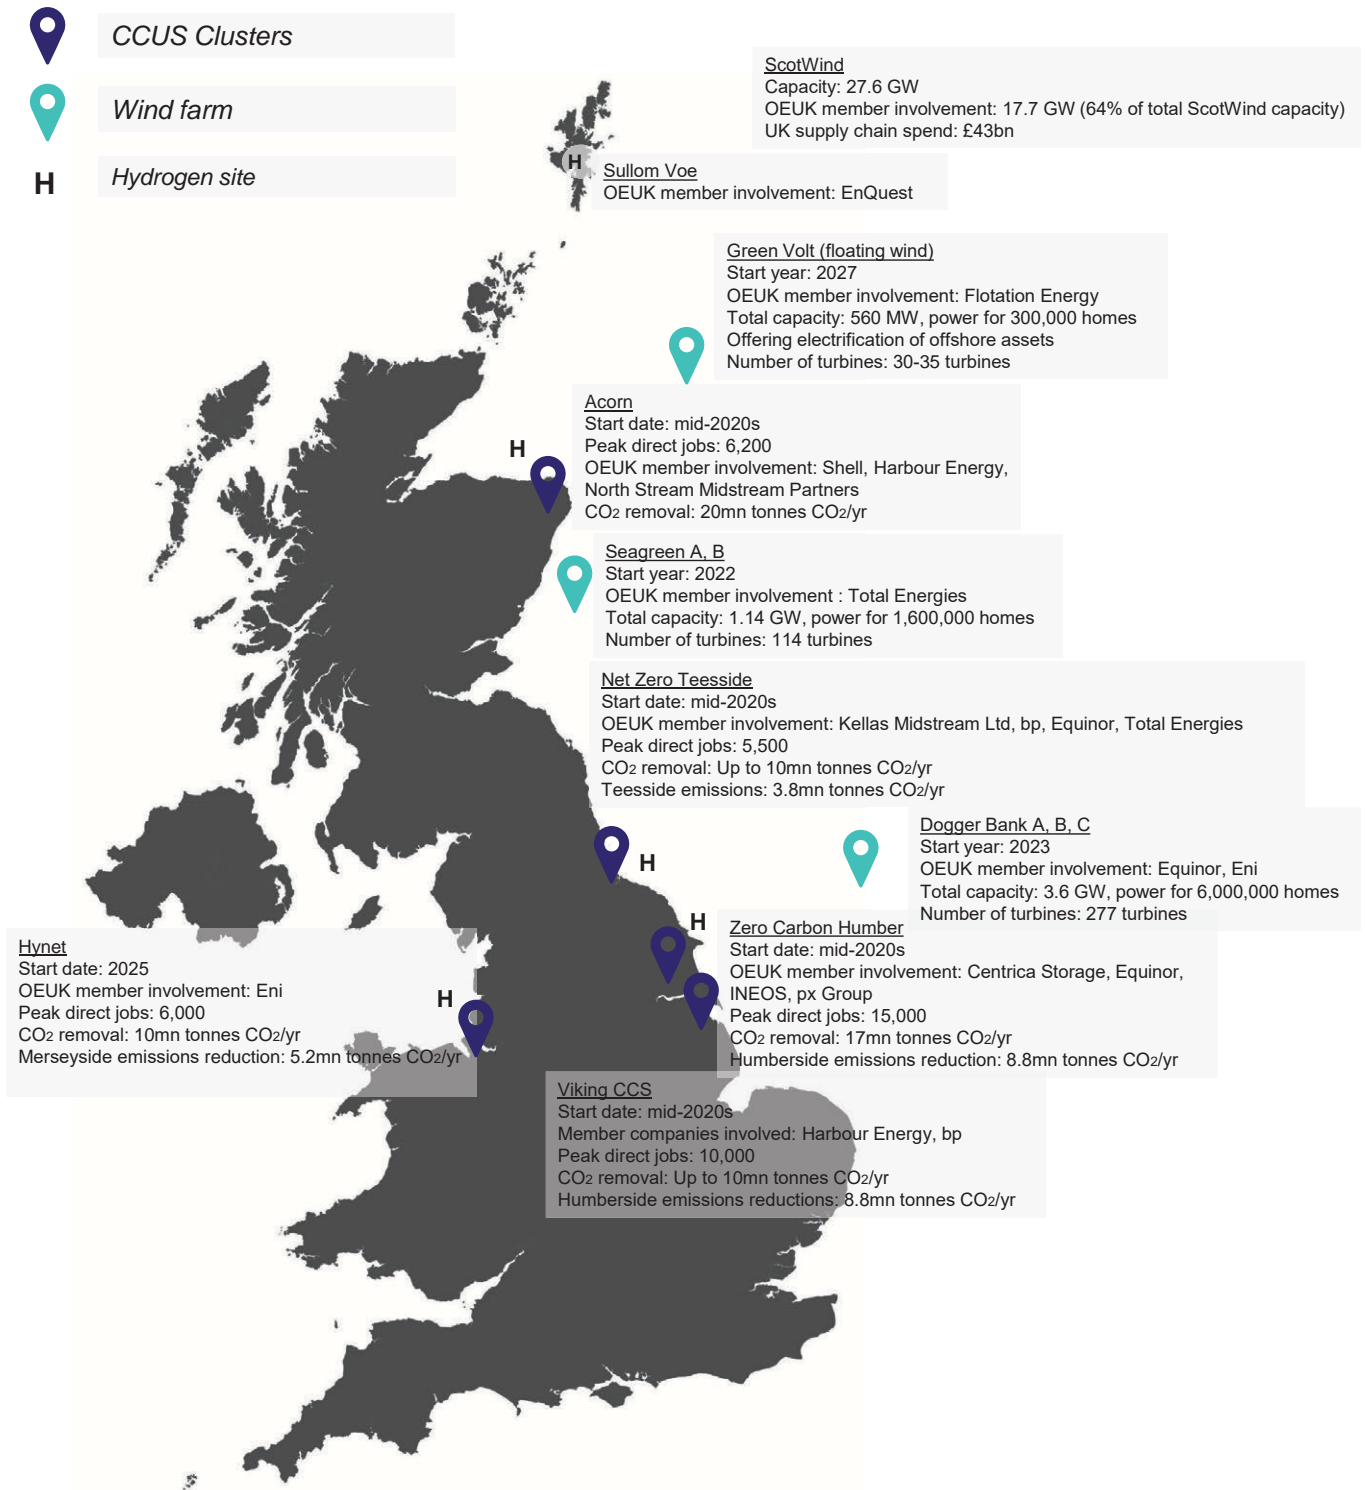 CCUS Clusters
Wind farm
H
Hydrogen site
ScotWind
Capacity: 27.6 GW
OEUK member involvement: 17.7 GW (64% of total ScotWind capacity)
UK supply chain spend: £43bn
H
Sullom Voe
OEUK member involvement: EnQuest
Green Volt (floating wind)
Start year: 2027
OEUK member involvement: Flotation Energy
Total capacity: 560 MW, power for 300,000 homes
Offering electrification of offshore assets
Number of turbines: 30-35 turbines
H
Acorn
Start date: mid-2020s
Peak direct jobs: 6,200
OEUK member involvement: Shell, Harbour Energy,
North Stream Midstream Partners
CO2 removal: 20mn tonnes CO2/yr
Seagreen A, B
Start year: 2022
OEUK member involvement : Total Energies
Total capacity: 1.14 GW, power for 1,600,000 homes
Number of turbines: 114 turbines
Net Zero Teesside
Start date: mid-2020s
OEUK member involvement: Kellas Midstream Ltd, bp, Equinor, Total Energies
Peak direct jobs: 5,500
CO2 removal: Up to 10mn tonnes CO2/yr
Teesside emissions: 3.8mn tonnes CO2/yr
H
Dogger Bank A, B, C
Start year: 2023
OEUK member involvement: Equinor, Eni
Total capacity: 3.6 GW, power for 6,000,000 homes
Number of turbines: 277 turbines
H
Zero Carbon Humber
Start date: mid-2020s
OEUK member involvement: Centrica Storage, Equinor,
INEOS, px Group
Peak direct jobs: 15,000
CO2 removal: 17mn tonnes CO2/yr
Humberside emissions reduction: 8.8mn tonnes CO2/yr
Hynet
Start date: 2025
OEUK member involvement: Eni
Peak direct jobs: 6,000
CO2 removal: 10mn tonnes CO2/yr
Merseyside emissions reduction: 5.2mn tonnes CO2/yr
H
Viking CCS
Start date: mid-2020s
Member companies involved: Harbour Energy, bp
Peak direct jobs: 10,000
CO2 removal: Up to 10mn tonnes CO2/yr
Humberside emissions reductions: 8.8mn tonnes CO2/yr